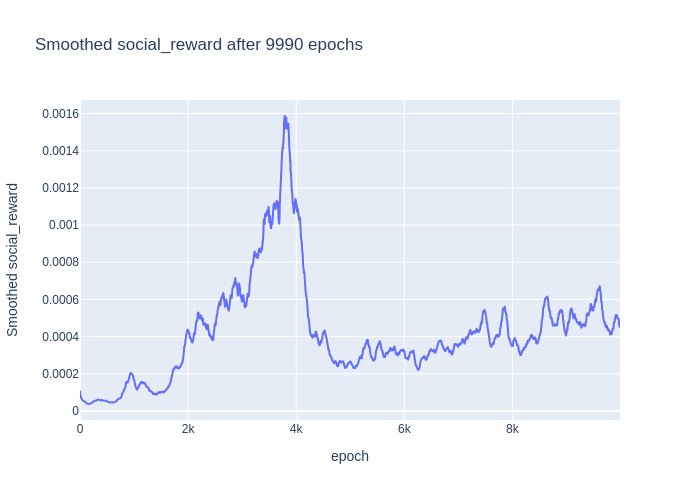 Smoothed social_reward after 9990 epochs
Smoothed social_reward
0.0016
0.0014
0.0012
0.001
0.0008
0.0006
0.0004
0.0002
0
0
2k
4k
6k
8k
epoch